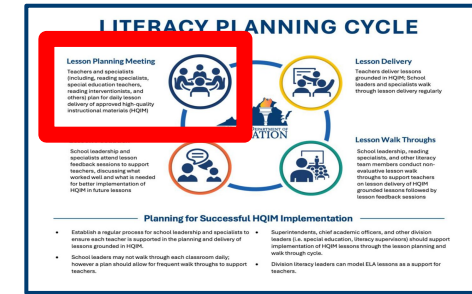 LITERACY PLANNING CYCLE
Lesson Planning Meeting
Teachers and specialists
(including, reading specialists,
special education teachers,
reading interventionists, and
others) plan for daily lesson
delivery of approved high-quality
instructional materials (HQIM)
Lesson Delivery
Teachers deliver lessons
grounded in HQIM; School
leaders and specialists walk
through lesson delivery regularly
School leadership and
specialists attend lesson
feedback sessions to support
teachers, discussing what
worked well and what is needed
for better implementation of
HQIM in future lessons
Lesson Walk Throughs
School leadership, reading
specialists, and other literacy
team members conduct non-
evaluative lesson walk
throughs to support teachers
on lesson delivery of HQIM
grounded lessons followed by
lesson feedback sessions
Planning for Successful HQIM Implementation
• Establish a regular process for school leadership and specialists to
ensure each teacher is supported in the planning and delivery of
lessons grounded in HQIM.
• School leaders may not walk through each classroom daily;
however a plan should allow for frequent walk throughs to support
teachers.
• Superintendents, chief academic officers, and other division
leaders (i.e. special education, literacy supervisors) should support
implementation of HQIM lessons through the lesson planning and
walk through cycle.
• Division literacy leaders can model ELA lessons as a support for
teachers.